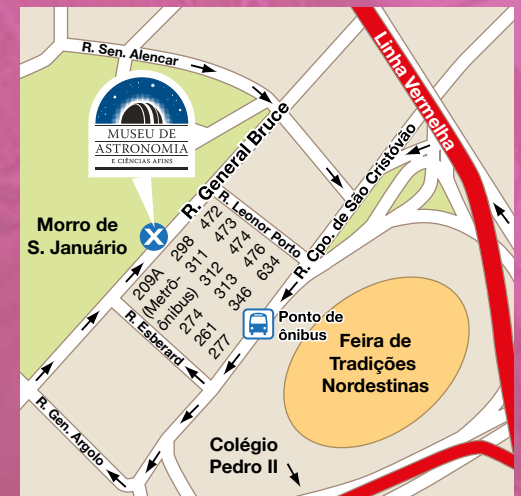 R. Sen. Alencar
Linha Vermelha
MUSEU DE
ASTRONOMIA
E CIÊNCIAS AFINS
R. General Bruce
R. Cpo. de São Cristóvão
R. Leonor Porto
Morro de
S. Januário
209A 298 472
(Metrô- 311 473
ônibus) 312 474
274 313 476
261 346 634
277
R. Esberard
Ponto de
ônibus
Feira de
Tradições
Nordestinas
R. Gen. Argolo
Colégio
Pedro II